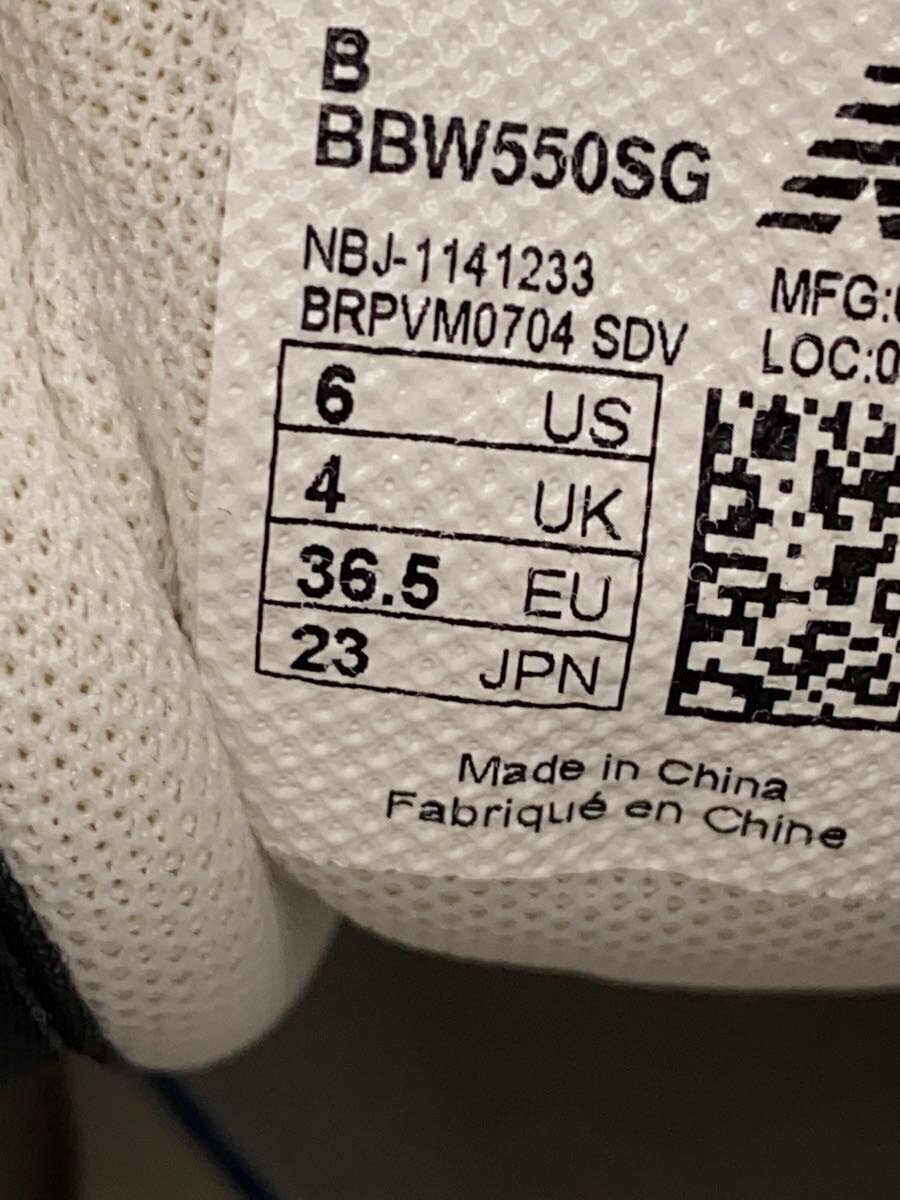 B
BBW550SG
NBJ-1141233
BRPVM0704 SDV
MFG:
LOC:0
6 US
4 UK
36.5 EU
23 JPN
Made in China
Fabriqué en Chine